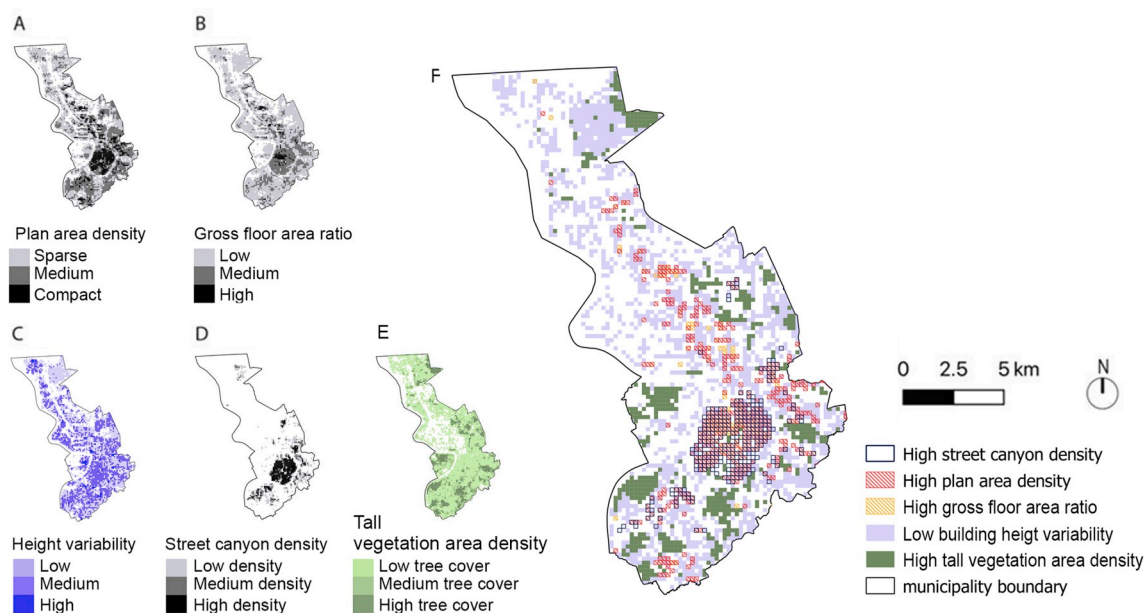 A
B
Plan area density
Sparse
Medium
Compact
Gross floor area ratio
Low
Medium
High
C
D
E
Height variability
Low
Medium
High
Street canyon density
Low density
Medium density
High density
Tall
vegetation area density
Low tree cover
Medium tree cover
High tree cover
F
0 2.5 5 km
N
High street canyon density
High plan area density
High gross floor area ratio
Low building heigt variability
High tall vegetation area density
municipality boundary